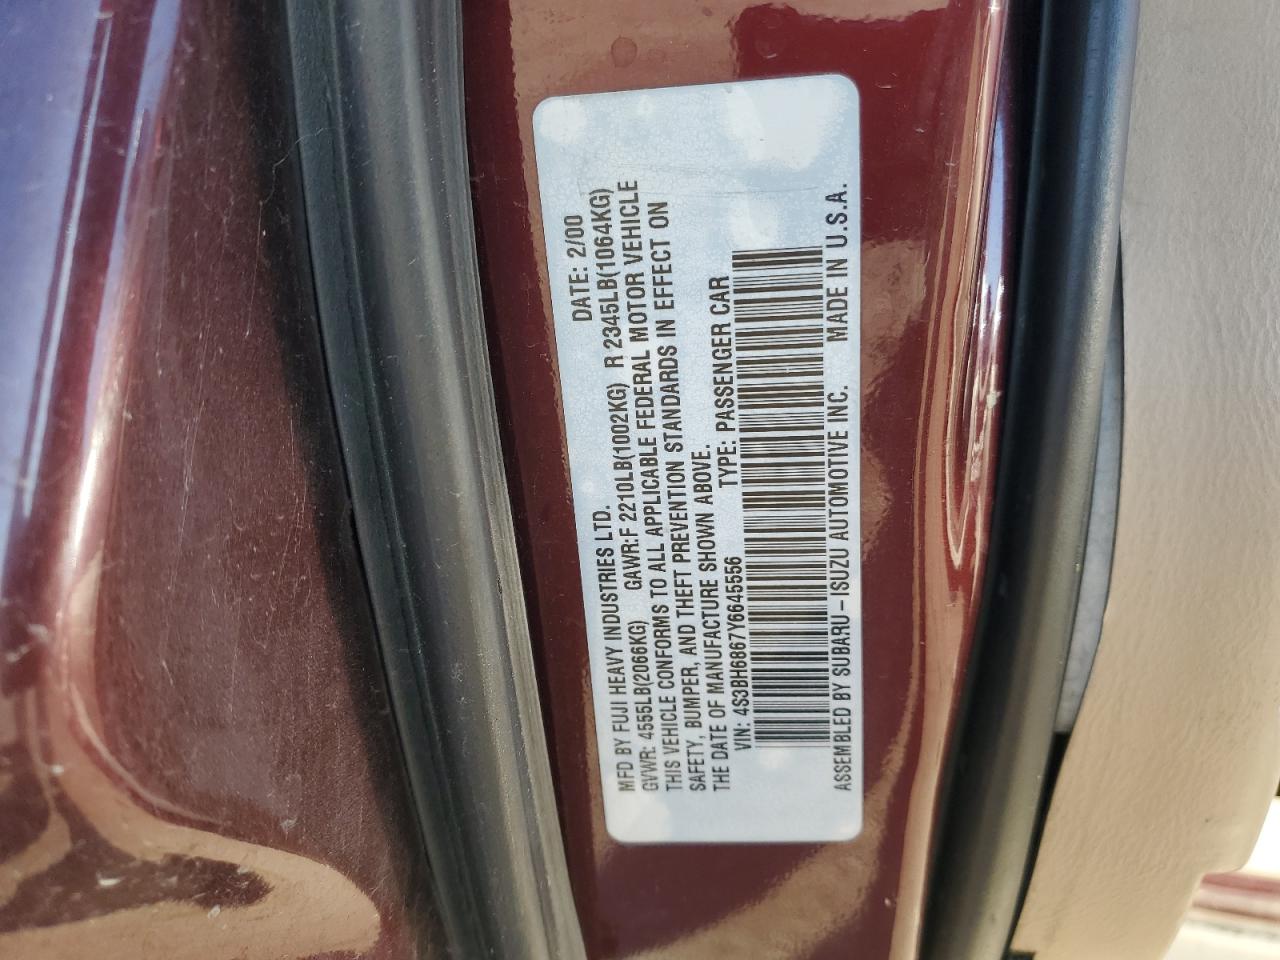 MFD BY FUJI HEAVY INDUSTRIES LTD. DATE: 2/00
GVWR: 4555LB(2066KG) GAWR:F 2210LB(1002KG) R 2345LB(1064KG)
THIS VEHICLE CONFORMS TO ALL APPLICABLE FEDERAL MOTOR VEHICLE
SAFETY, BUMPER, AND THEFT PREVENTION STANDARDS IN EFFECT ON
THE DATE OF MANUFACTURE SHOWN ABOVE.
VIN: 4S3BH6867Y6645556 TYPE: PASSENGER CAR
ASSEMBLED BY SUBARU-ISUZU AUTOMOTIVE INC. MADE IN U.S.A.